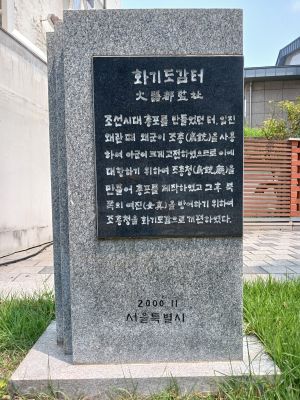 화기도감터
火器都監址
조선시대 총포를 만들었던 터. 임진
왜란 때 왜군이 조총(鳥銃)을 사용
하여 아군이 크게 고전하였으므로 이에
대항하기 위하여 조총청(鳥銃廳)을
만들어 총포를 제작하였고 그 후 북
쪽의 여진(女眞)을 방어하기 위하여
조총청을 화기도감으로 개편하였다.
2000. 11
서울특별시